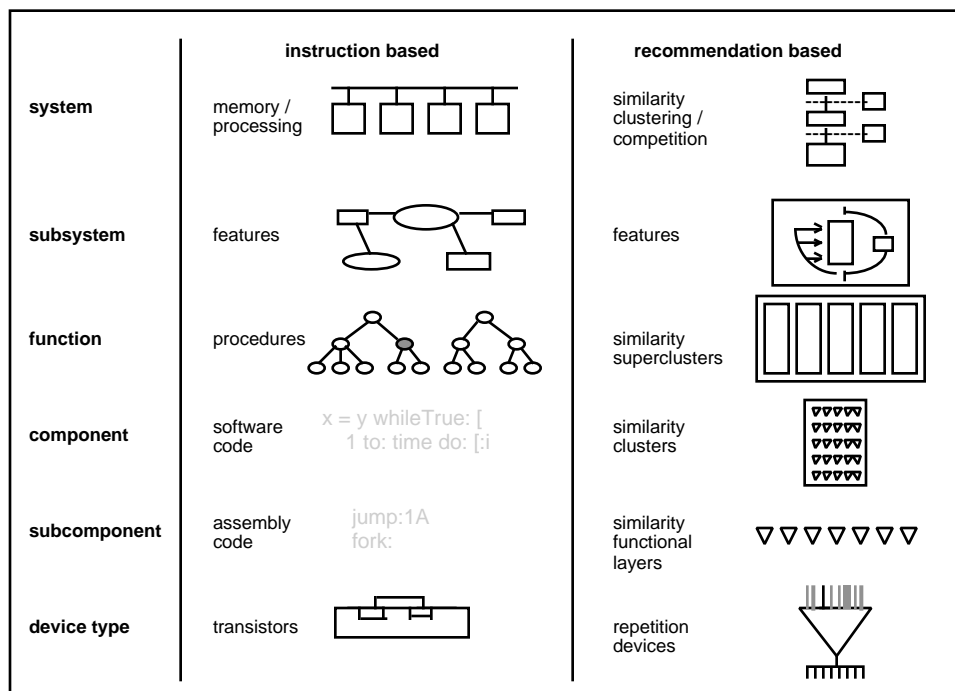 instruction based
recommendation based
system
memory /
processing
similarity
clustering /
competition
subsystem
features
features
function
procedures
similarity
superclusters
component
software
code
x = y whileTrue: [
1 to: time do: [:i
similarity
clusters
subcomponent
assembly
code
jump:1A
fork:
similarity
functional
layers
device type
transistors
repetition
devices